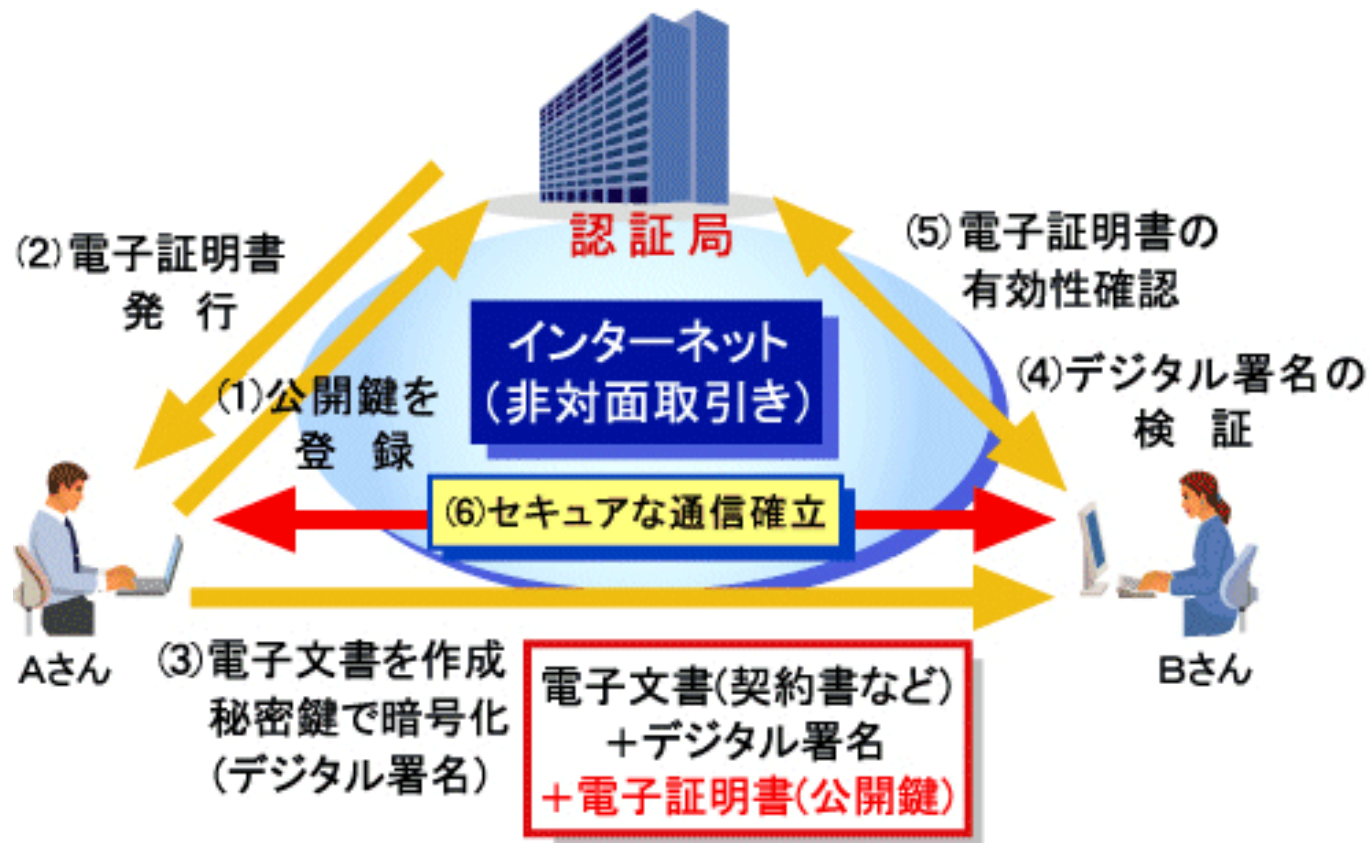 認証局
(2)電子証明書
発 行
(5)電子証明書の
有効性確認
インターネット
(非対面取引き)
(1)公開鍵を
登 録
(4)デジタル署名の
検 証
(6)セキュアな通信確立
Aさん
Bさん
(3)電子文書を作成
秘密鍵で暗号化
(デジタル署名)
電子文書(契約書など)
+デジタル署名
+電子証明書(公開鍵)